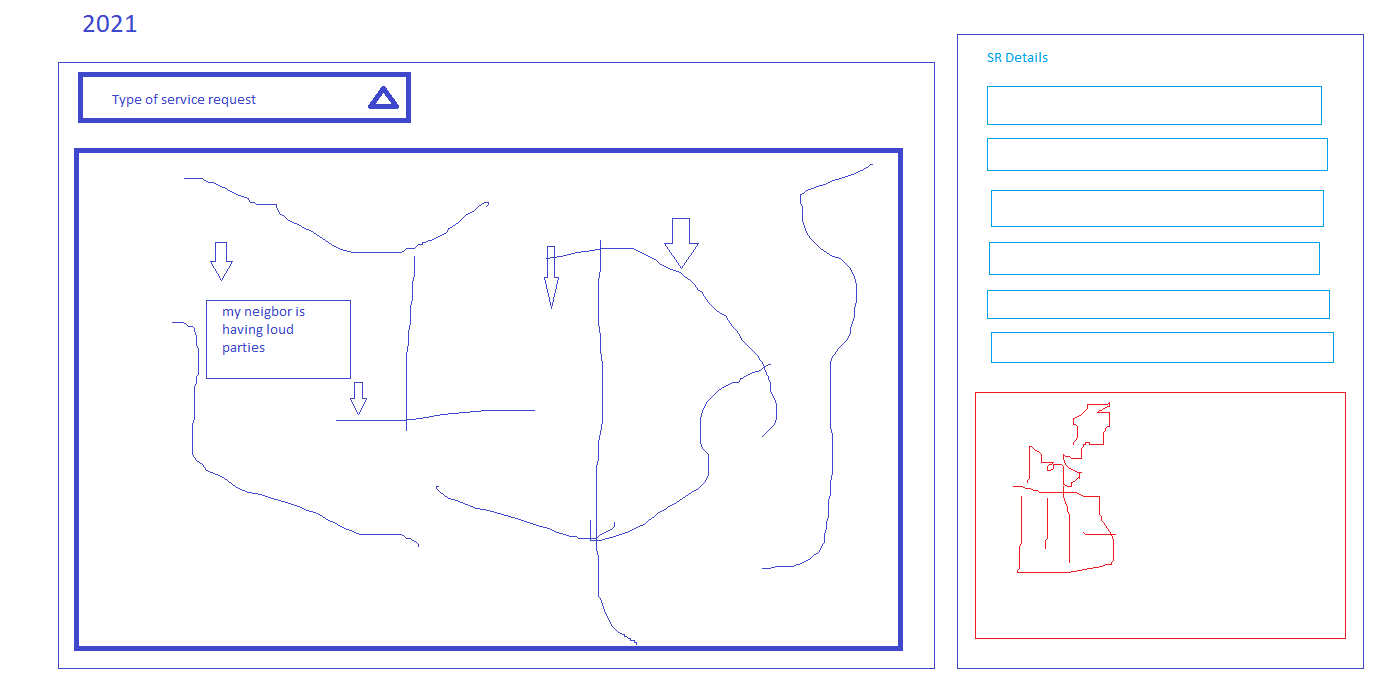 2021
Type of service request
my neigbor is
having loud
parties
SR Details